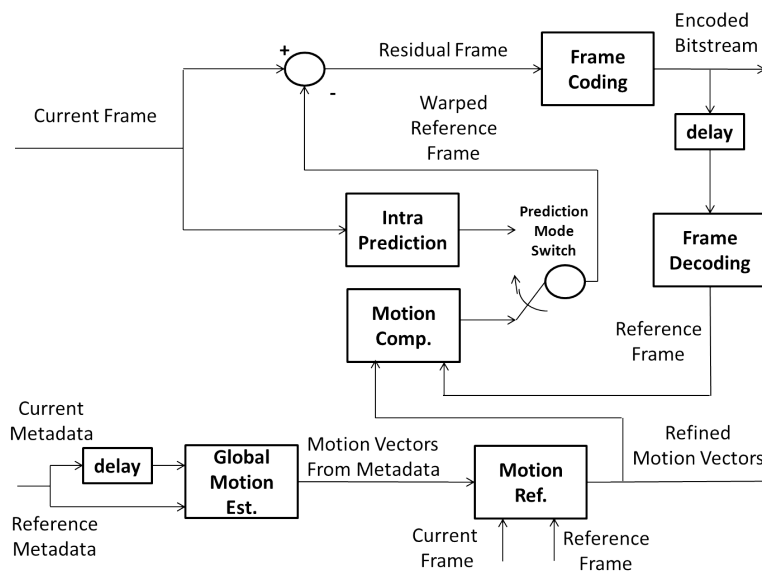 Encoded
Bitstream
+
Residual Frame
Frame
Coding
-
Warped
Reference
Frame
Current Frame
delay
Intra
Prediction
Prediction
Mode
Switch
Frame
Decoding
Motion
Comp.
Reference
Frame
Current
Metadata
delay
Global
Motion
Est.
Motion Vectors
From Metadata
Motion
Ref.
Refined
Motion Vectors
Reference
Metadata
Current
Frame
Reference
Frame